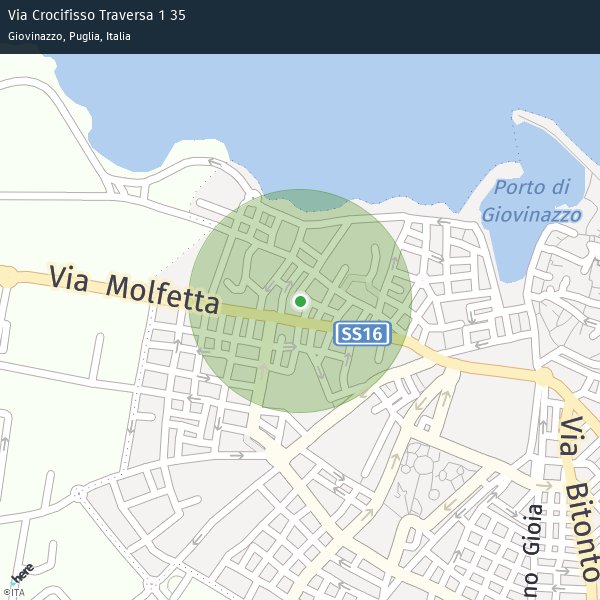 Via Crocifisso Traversa 1 35
Giovinazzo, Puglia, Italia
Porto di
Giovinazzo
Via Molfetta
SS16
Via Bitonto
no Gioia
here
©ITA